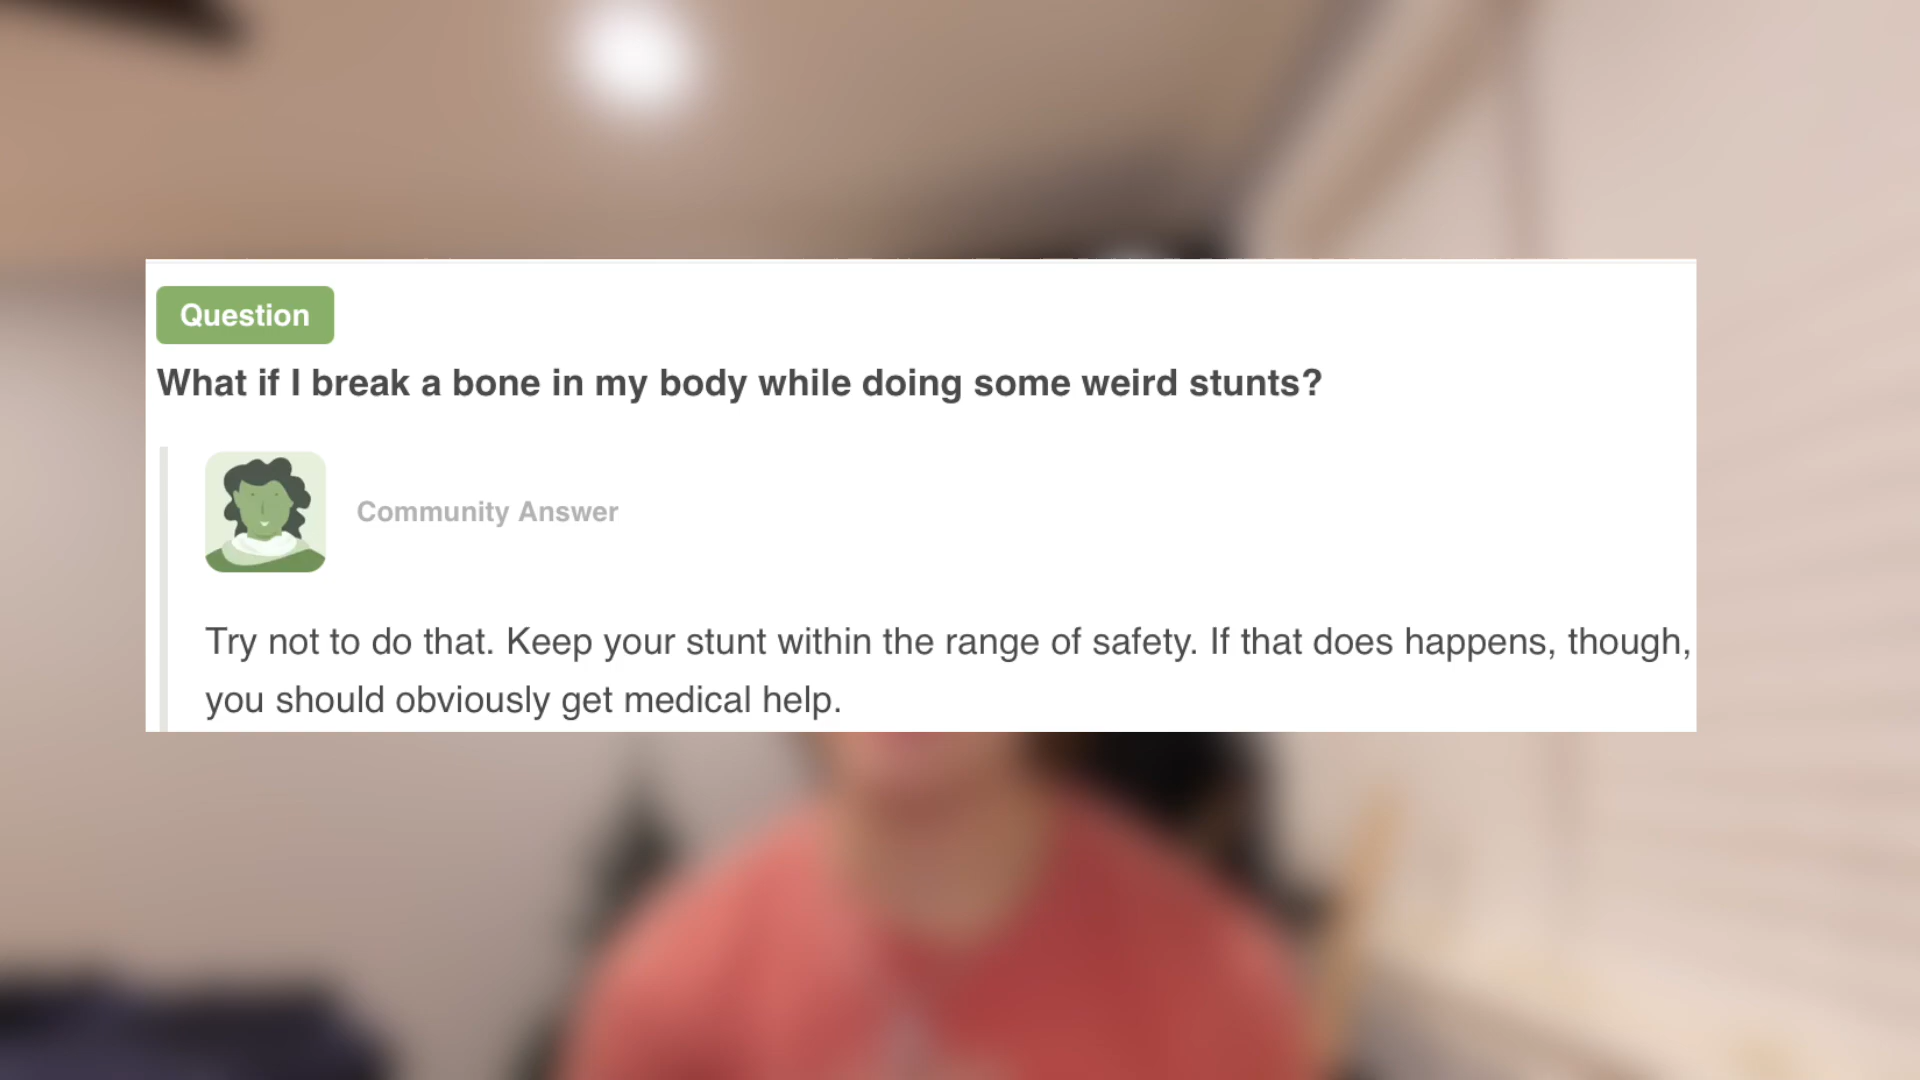 Question
What if I break a bone in my body while doing some weird stunts?
Community Answer
Try not to do that. Keep your stunt within the range of safety. If that does happens, though,
you should obviously get medical help.